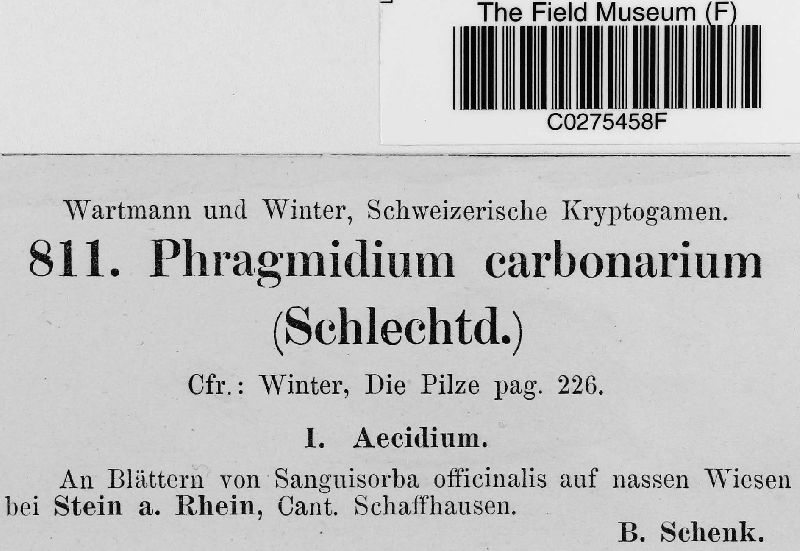 The Field Museum (F)
C0275458F
Wartmann und Winter, Schweizerische Kryptogamen.
811. Phragmidium carbonarium
(Schlechtd.)
Cfr.: Winter, Die Pilze pag. 226.
I. Aecidium.
An Blättern von Sanguisorba officinalis auf nassen Wiesen
bei Stein a. Rhein, Cant. Schaffhausen.
B. Schenk.